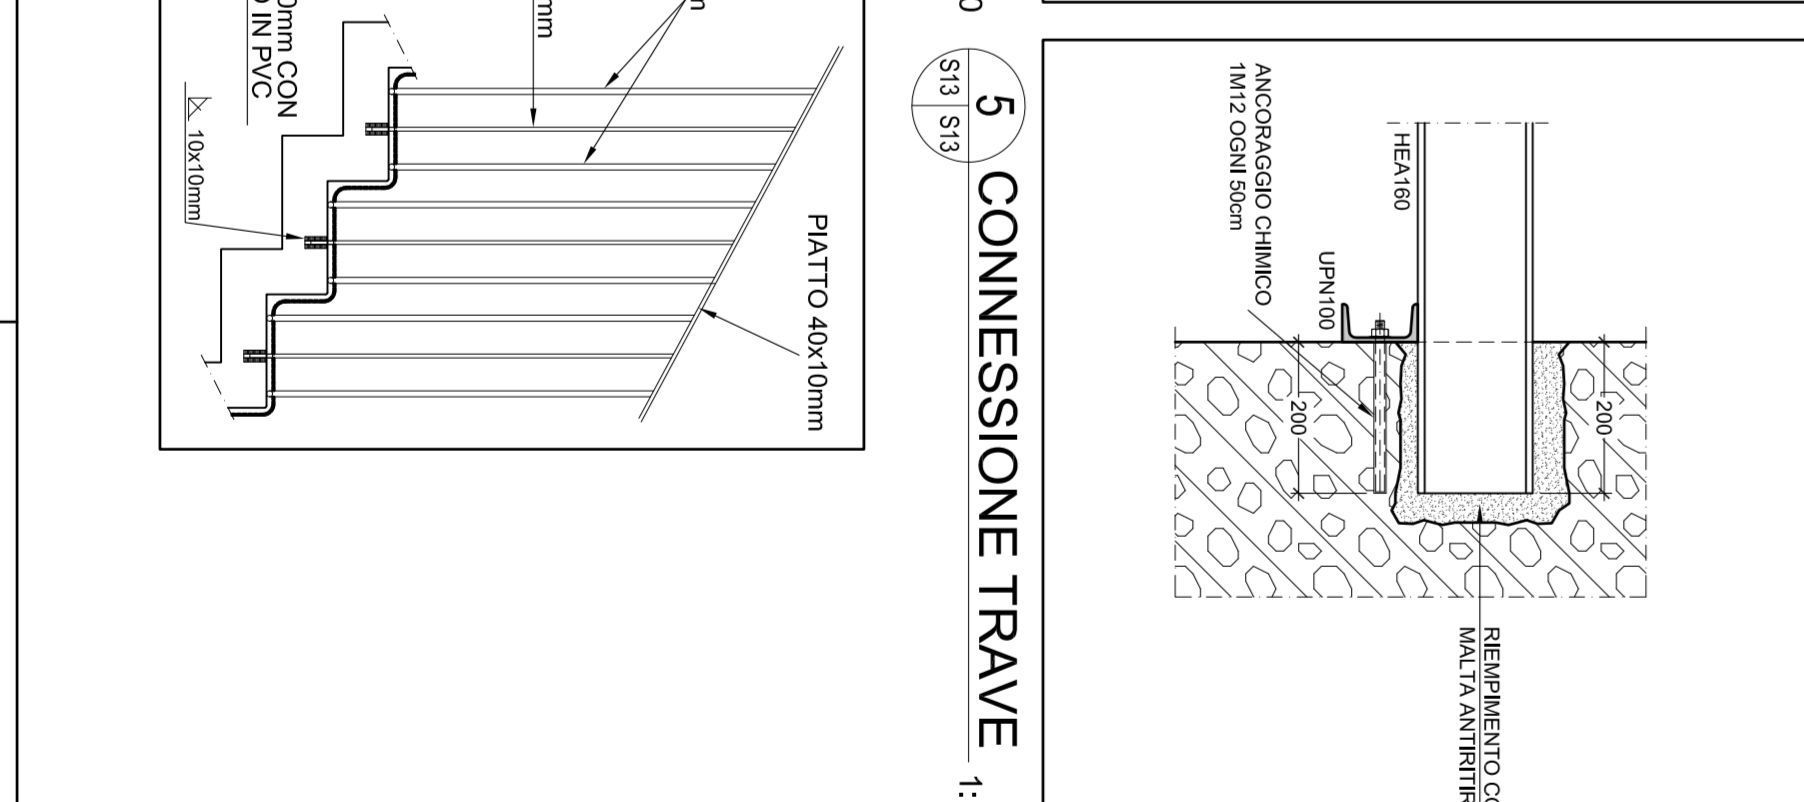 0mm CON
IN PVC
10x10mm
mm
PIATTO 40x10mm
5 CONNESSIONE TRAVE 1:
S13 S13
HEA160
ANCORAGGIO CHIMICO
1M12 OGNI 50cm
UPN100
200
200
RIEMPIMENTO CO
MALTA ANTIRITIR